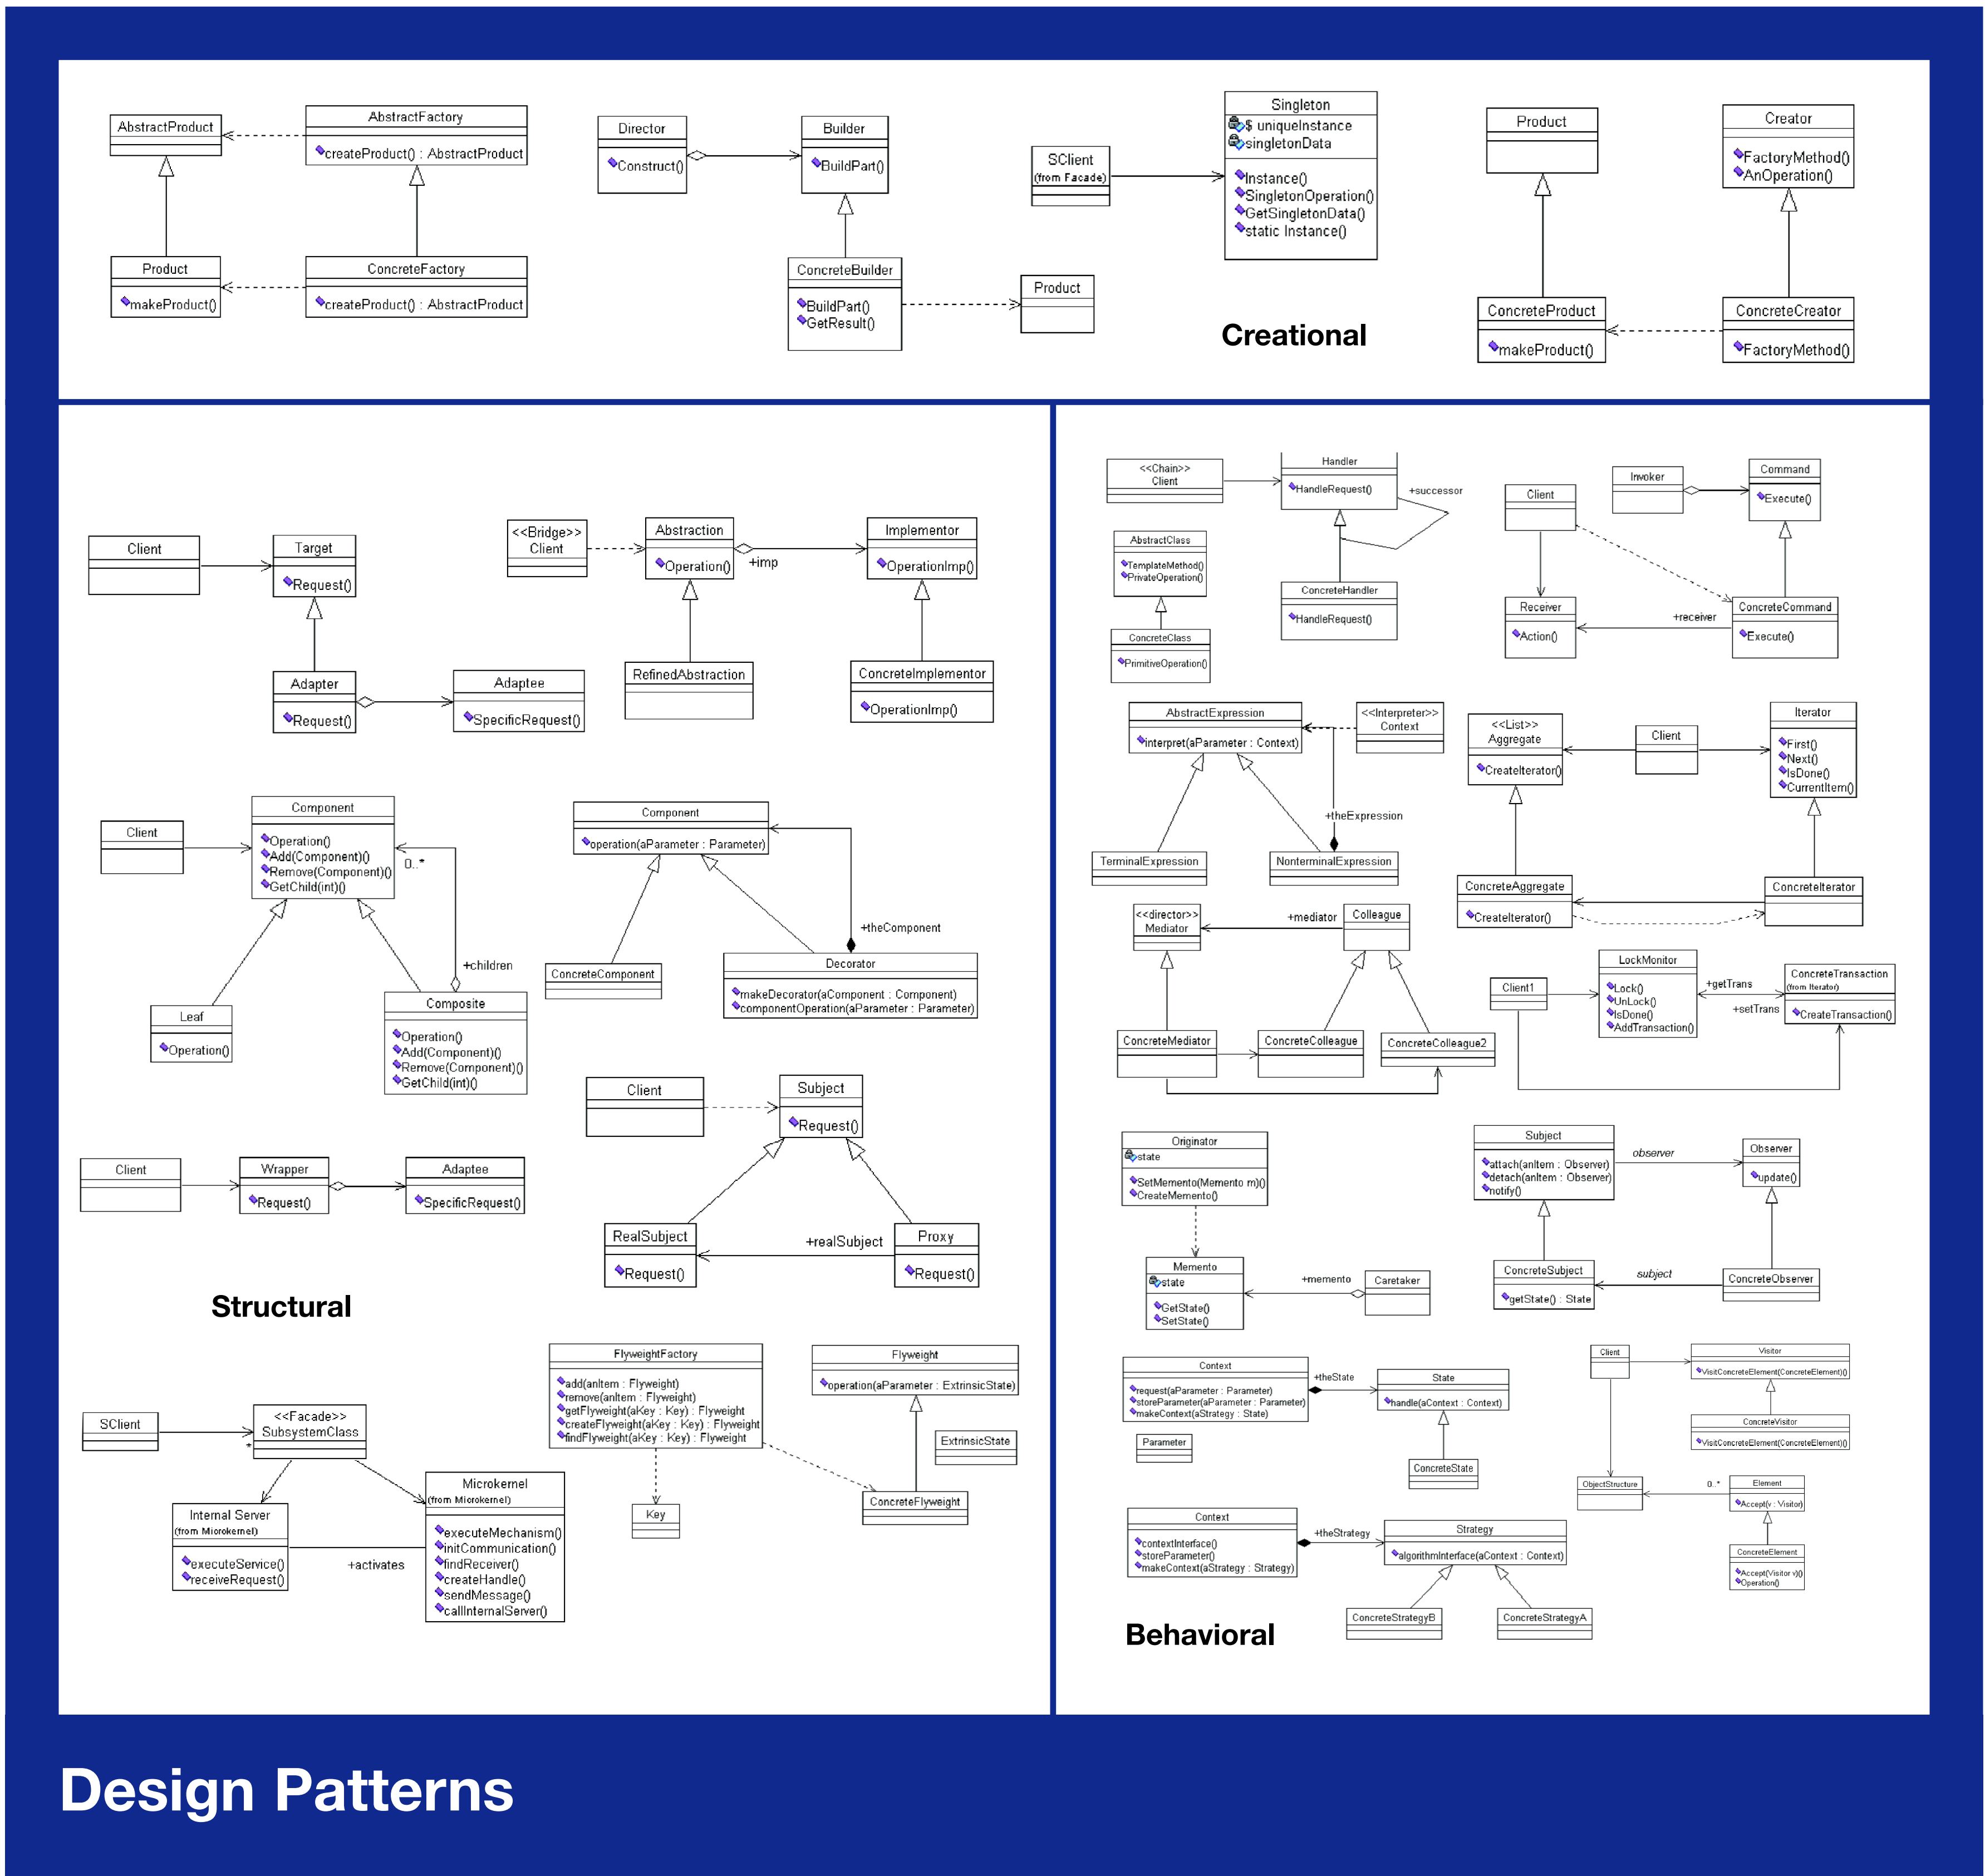 AbstractProduct
AbstractFactory
createProduct() : AbstractProduct
Product
makeProduct()
ConcreteFactory
createProduct() : AbstractProduct
Director
Construct()
Builder
BuildPart()
ConcreteBuilder
BuildPart()
GetResult()
Product
SClient
(from Facade)
Singleton
$ uniqueInstance
singletonData
Instance()
SingletonOperation()
GetSingletonData()
static Instance()
Product
Creator
FactoryMethod()
AnOperation()
ConcreteProduct
makeProduct()
ConcreteCreator
FactoryMethod()
Creational
Client
Target
Request()
Adapter
Request()
Adaptee
SpecificRequest()
<<Bridge>>
Client
Abstraction
Operation()
+imp
Implementor
OperationImp()
RefinedAbstraction
ConcreteImplementor
OperationImp()
Client
Component
Operation()
Add(Component)()
Remove(Component)()
GetChild(int)()
0..*
+children
Leaf
Operation()
Composite
Operation()
Add(Component)()
Remove(Component)()
GetChild(int)()
Component
operation(aParameter : Parameter)
+theComponent
ConcreteComponent
Decorator
makeDecorator(aComponent : Component)
componentOperation(aParameter : Parameter)
Client
Subject
Request()
RealSubject
Request()
+realSubject
Proxy
Request()
Client
Wrapper
Request()
Adaptee
SpecificRequest()
Structural
SClient
<<Facade>>
SubsystemClass
*
Internal Server
(from Microkernel)
executeService()
receiveRequest()
+activates
Microkernel
(from Microkernel)
executeMechanism()
initCommunication()
findReceiver()
createHandle()
sendMessage()
callInternalServer()
FlyweightFactory
add(anItem : Flyweight)
remove(anItem : Flyweight)
getFlyweight(aKey : Key) : Flyweight
createFlyweight(aKey : Key) : Flyweight
findFlyweight(aKey : Key) : Flyweight
Flyweight
operation(aParameter : ExtrinsicState)
ExtrinsicState
Key
ConcreteFlyweight
<<Chain>>
Client
Handler
HandleRequest()
+successor
ConcreteHandler
HandleRequest()
AbstractClass
TemplateMethod()
PrivateOperation()
ConcreteClass
PrimitiveOperation()
Client
Invoker
Command
Execute()
Receiver
Action()
+receiver
ConcreteCommand
Execute()
AbstractExpression
interpret(aParameter : Context)
<<Interpreter>>
Context
+theExpression
TerminalExpression
NonterminalExpression
<<List>>
Aggregate
CreateIterator()
Client
Iterator
First()
Next()
IsDone()
CurrentItem()
ConcreteAggregate
CreateIterator()
ConcreteIterator
<<director>>
Mediator
+mediator
Colleague
ConcreteMediator
ConcreteColleague
ConcreteColleague2
Client1
LockMonitor
Lock()
UnLock()
IsDone()
AddTransaction()
+getTrans
+setTrans
ConcreteTransaction
(from Iterator)
CreateTransaction()
Originator
state
SetMemento(Memento m)()
CreateMemento()
Memento
state
GetState()
SetState()
+memento
Caretaker
Subject
attach(anItem : Observer)
detach(anItem : Observer)
notify()
observer
Observer
update()
ConcreteSubject
getState() : State
subject
ConcreteObserver
Context
request(aParameter : Parameter)
storeParameter(aParameter : Parameter)
makeContext(aStrategy : State)
+theState
State
handle(aContext : Context)
Parameter
ConcreteState
Client
Visitor
VisitConcreteElement(ConcreteElement)()
ConcreteVisitor
VisitConcreteElement(ConcreteElement)()
ObjectStructure
0..*
Element
Accept(v : Visitor)
ConcreteElement
Accept(Visitor v)()
Operation()
Context
contextInterface()
storeParameter()
makeContext(aStrategy : Strategy)
+theStrategy
Strategy
algorithmInterface(aContext : Context)
ConcreteStrategyB
ConcreteStrategyA
Behavioral
Design Patterns